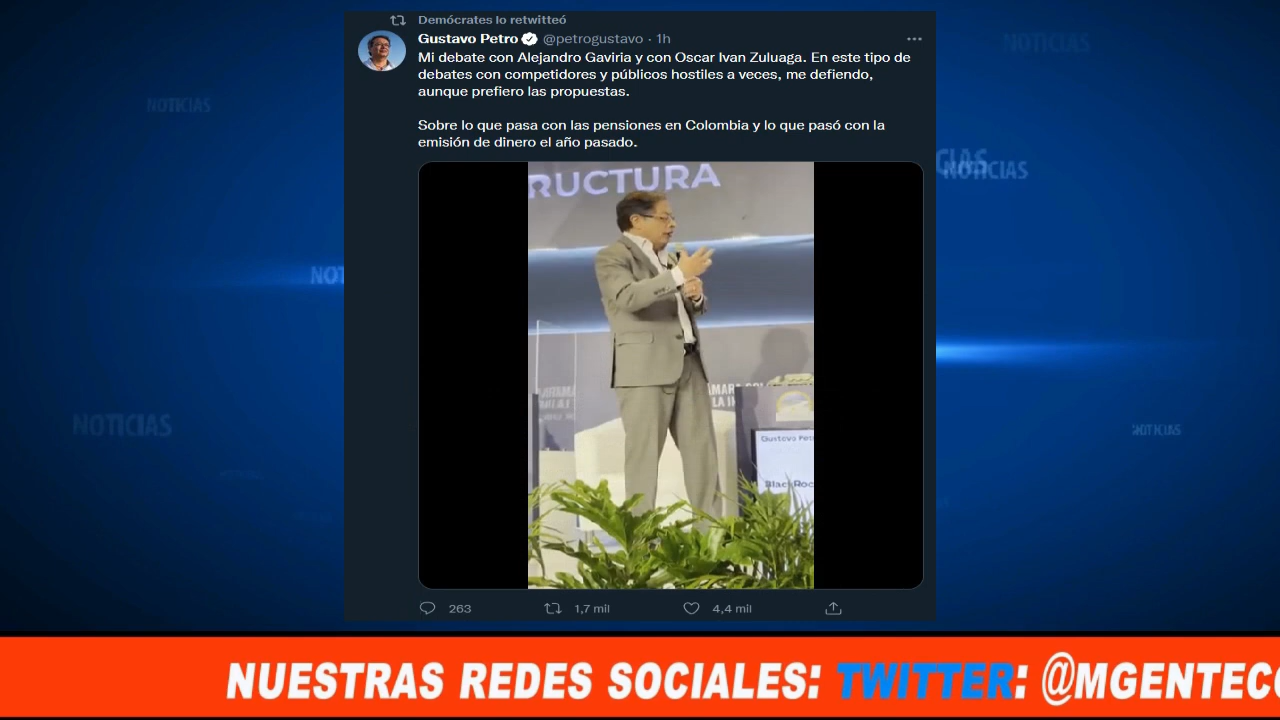 Demócrates lo retwitteó
Gustavo Petro @petrogustavo · 1h
Mi debate con Alejandro Gaviria y con Oscar Ivan Zuluaga. En este tipo de
debates con competidores y públicos hostiles a veces, me defiendo,
aunque prefiero las propuestas.
Sobre lo que pasa con las pensiones en Colombia y lo que pasó con la
emisión de dinero el año pasado.
RUCTURA
Gustavo
263 1,7 mil 4,4 mil
NOTICIAS
NOTICIAS
NOTICIAS
NOTICIAS
NOTICIAS
NUESTRAS REDES SOCIALES: TWITTER: @MGENTEC